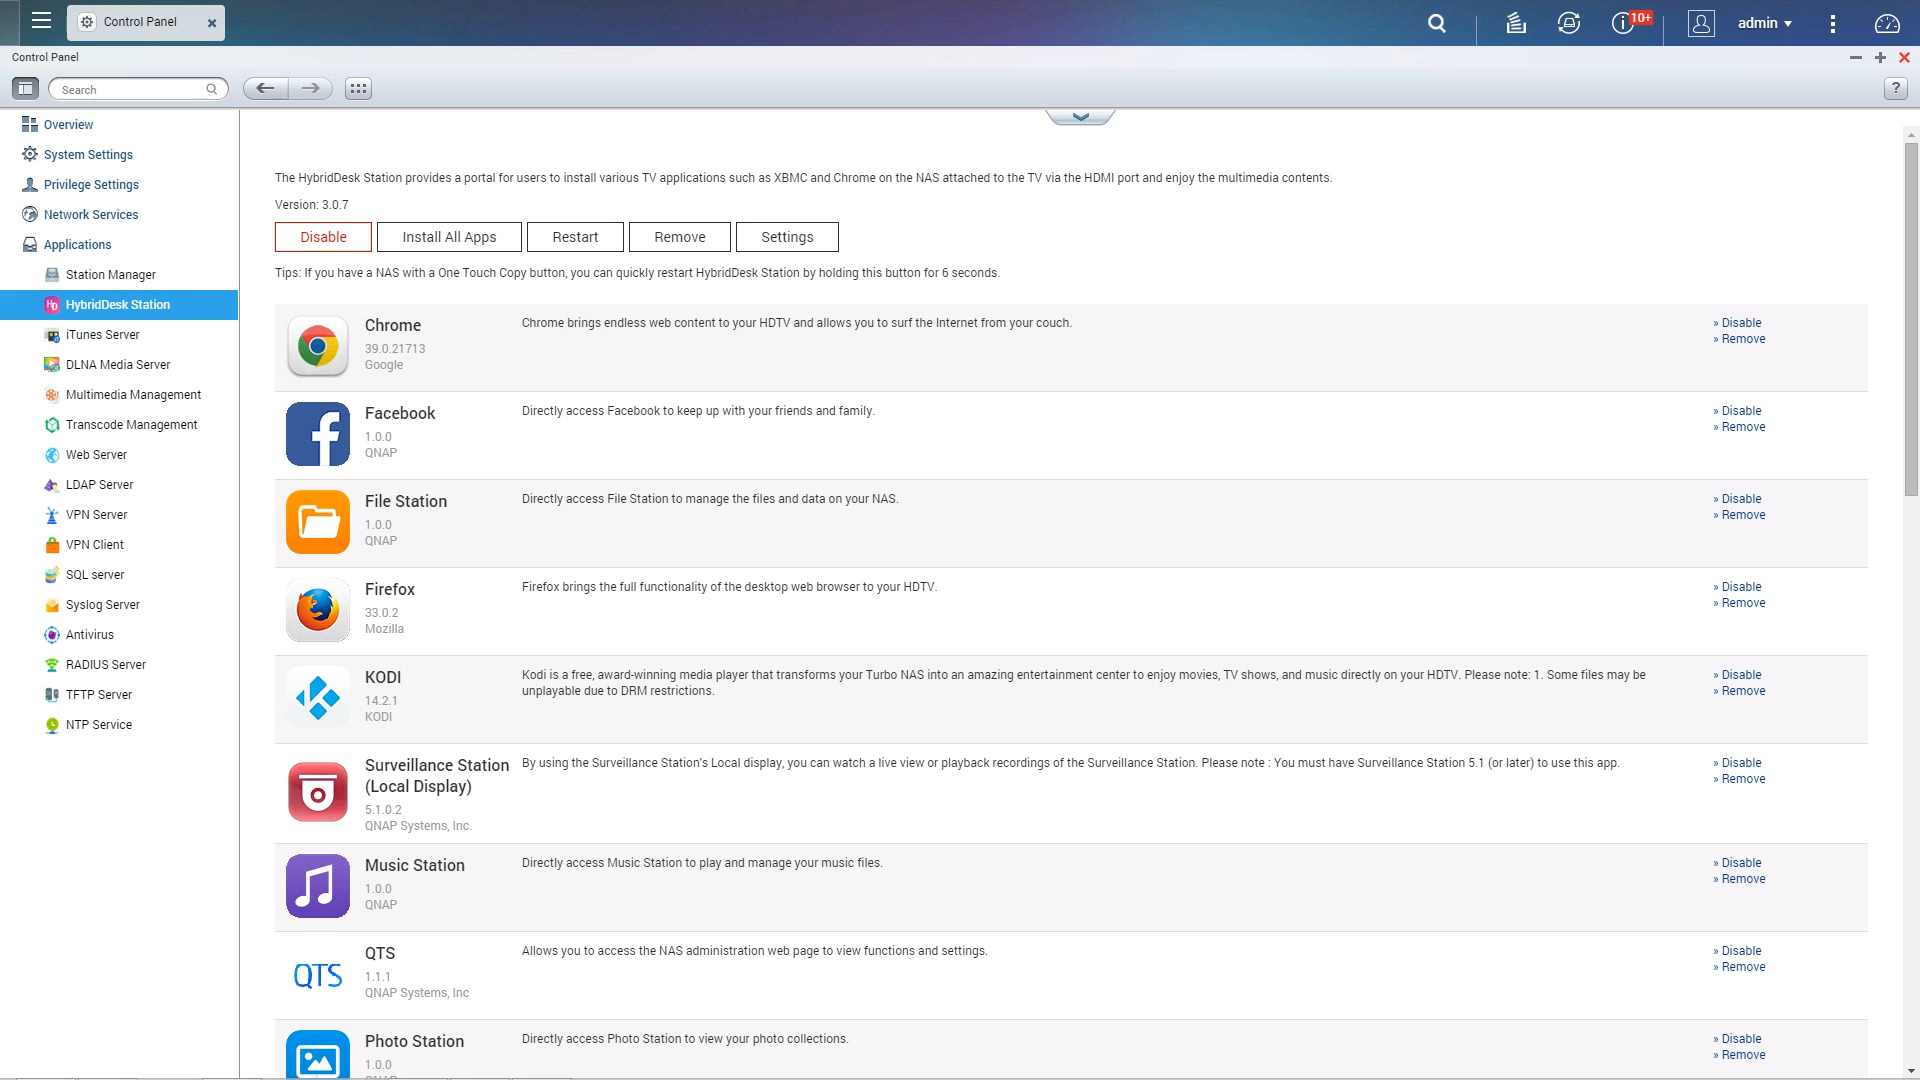 Control Panel
10+
admin
Control Panel
Search
?
Overview
System Settings
Privilege Settings
Network Services
Applications
Station Manager
HybridDesk Station
iTunes Server
DLNA Media Server
Multimedia Management
Transcode Management
Web Server
LDAP Server
VPN Server
VPN Client
SQL server
Syslog Server
Antivirus
RADIUS Server
TFTP Server
NTP Service
The HybridDesk Station provides a portal for users to install various TV applications such as XBMC and Chrome on the NAS attached to the TV via the HDMI port and enjoy the multimedia contents.
Version: 3.0.7
Disable Install All Apps Restart Remove Settings
Tips: If you have a NAS with a One Touch Copy button, you can quickly restart HybridDesk Station by holding this button for 6 seconds.
Chrome
39.0.21713
Google
Chrome brings endless web content to your HDTV and allows you to surf the Internet from your couch.
» Disable
» Remove
Facebook
1.0.0
QNAP
Directly access Facebook to keep up with your friends and family.
» Disable
» Remove
File Station
1.0.0
QNAP
Directly access File Station to manage the files and data on your NAS.
» Disable
» Remove
Firefox
33.0.2
Mozilla
Firefox brings the full functionality of the desktop web browser to your HDTV.
» Disable
» Remove
KODI
14.2.1
KODI
Kodi is a free, award-winning media player that transforms your Turbo NAS into an amazing entertainment center to enjoy movies, TV shows, and music directly on your HDTV. Please note: 1. Some files may be
unplayable due to DRM restrictions.
» Disable
» Remove
Surveillance Station
(Local Display)
5.1.0.2
QNAP Systems, Inc.
By using the Surveillance Station's Local display, you can watch a live view or playback recordings of the Surveillance Station. Please note : You must have Surveillance Station 5.1 (or later) to use this app.
» Disable
» Remove
Music Station
1.0.0
QNAP
Directly access Music Station to play and manage your music files.
» Disable
» Remove
QTS
QTS
1.1.1
QNAP Systems, Inc
Allows you to access the NAS administration web page to view functions and settings.
» Disable
» Remove
Photo Station
1.0.0
Directly access Photo Station to view your photo collections.
» Disable
» Remove